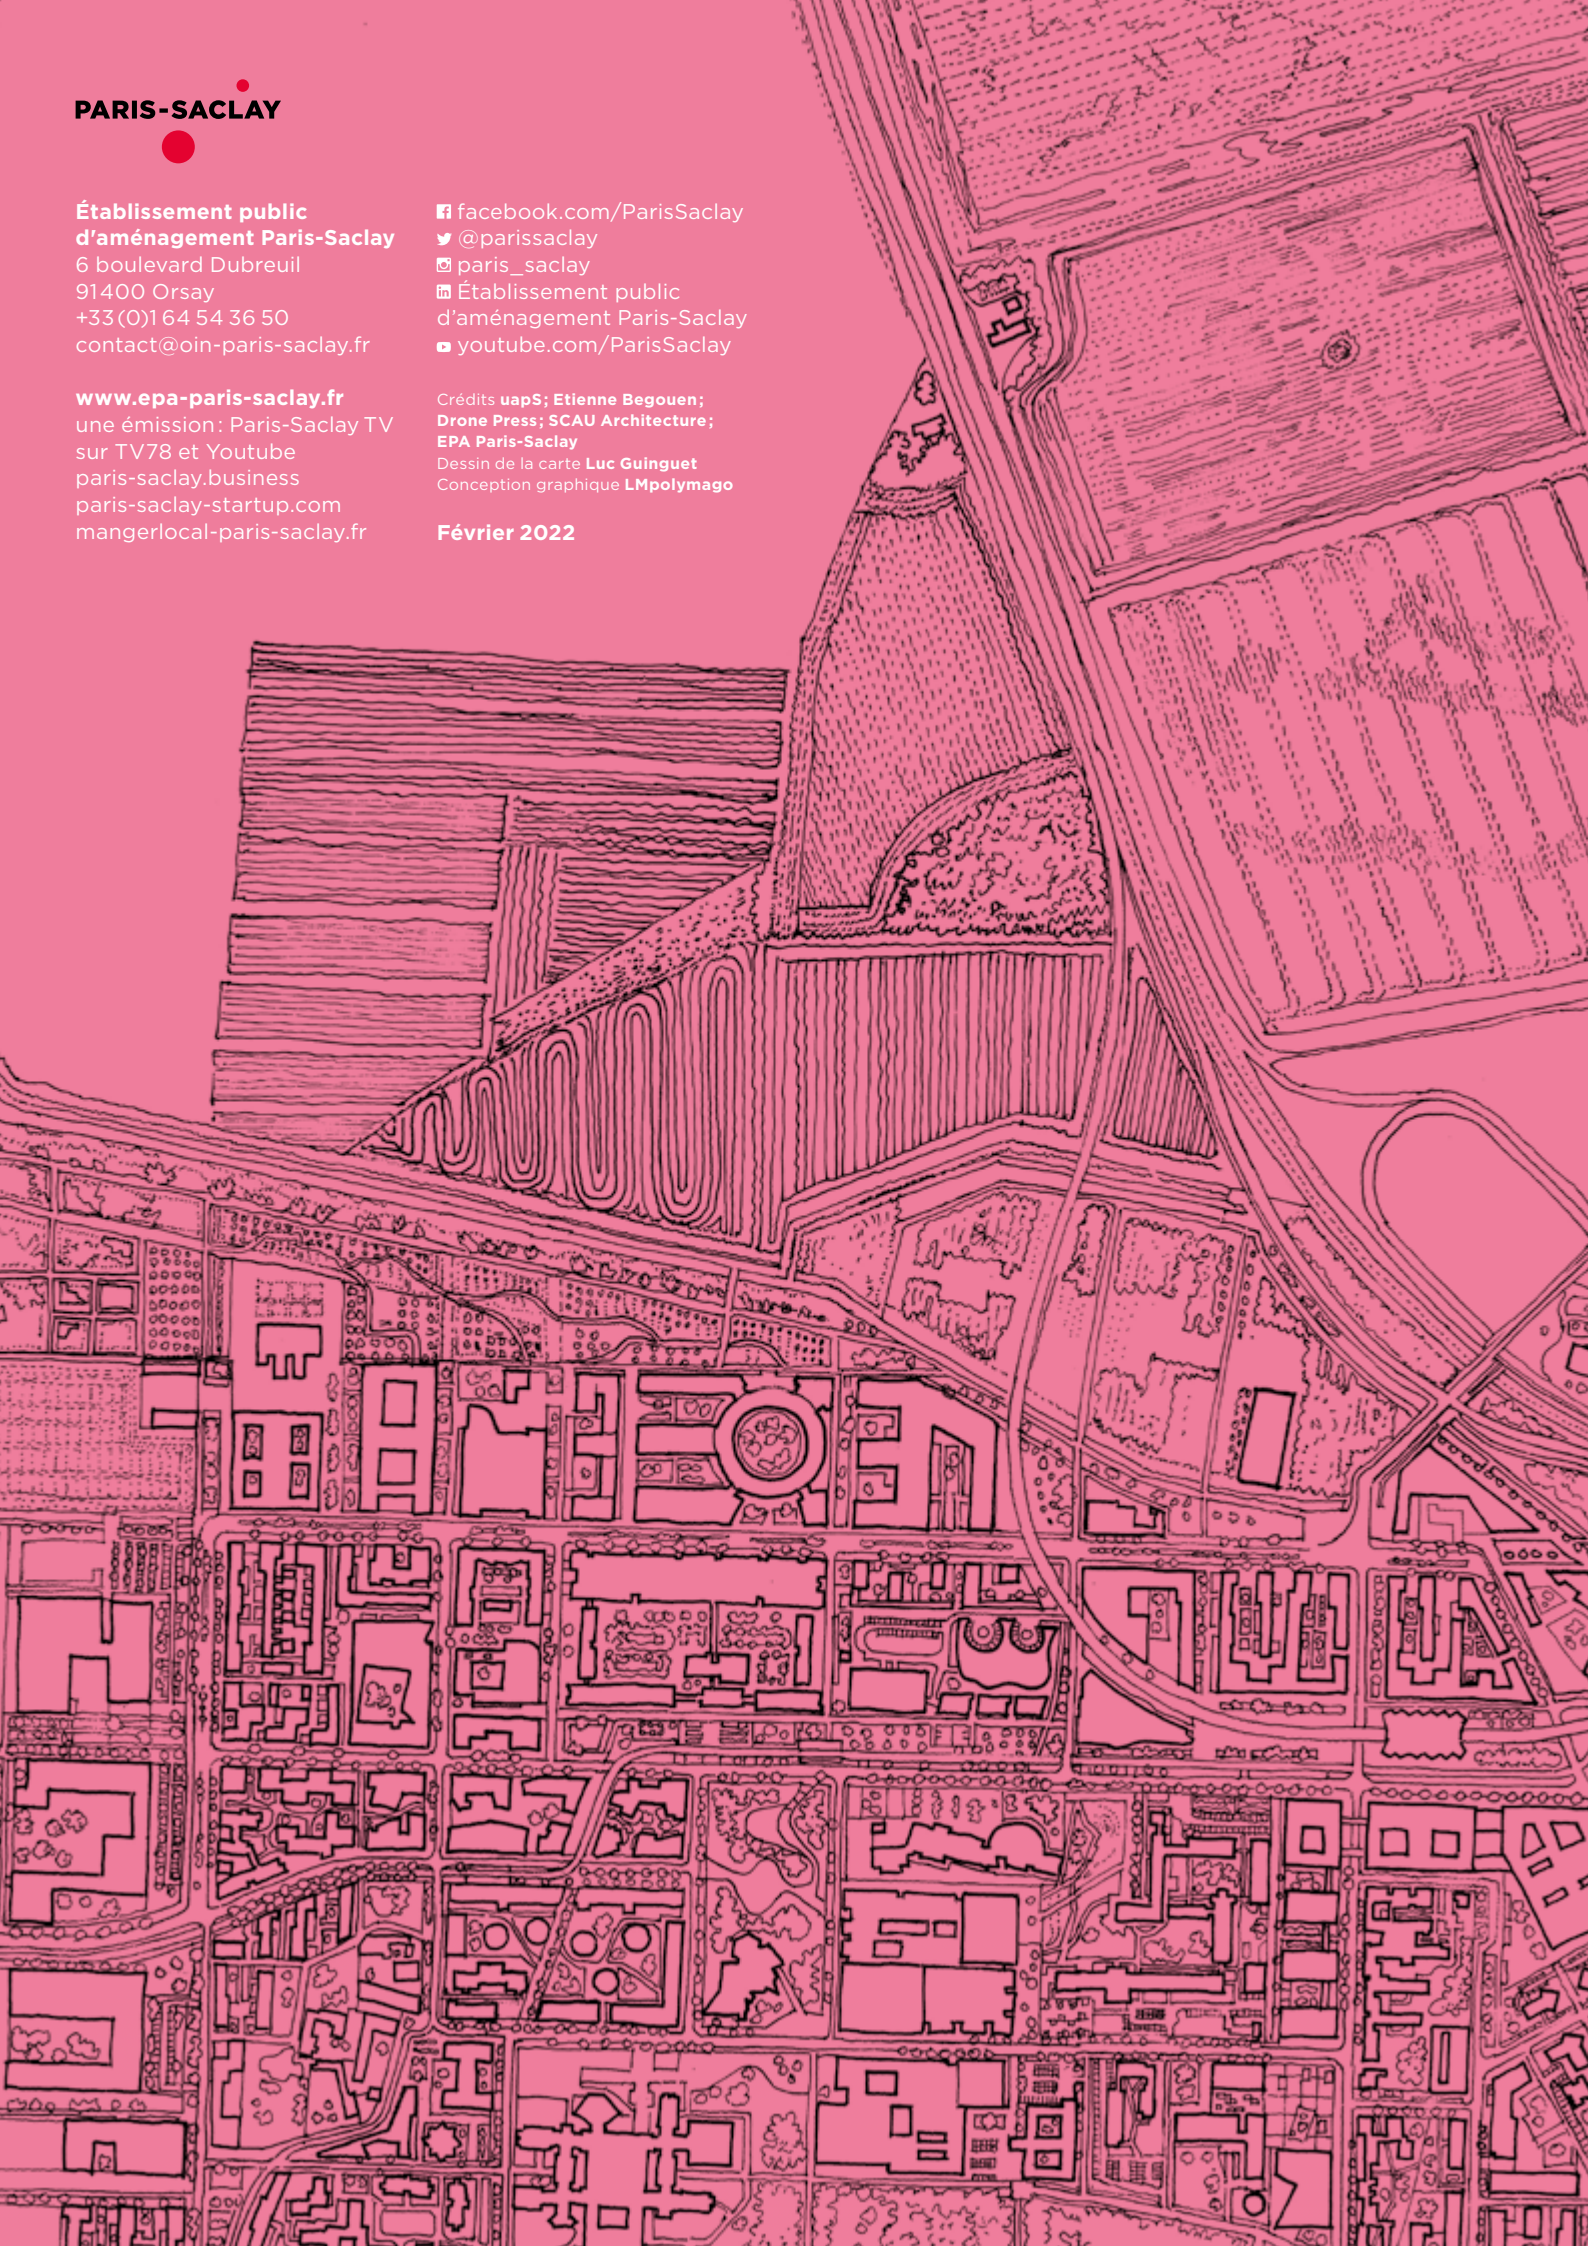 PARIS-SACLAY
Établissement public
d'aménagement Paris-Saclay
6 boulevard Dubreuil
91400 Orsay
+33 (0)1 64 54 36 50
contact@oin-paris-saclay.fr
www.epa-paris-saclay.fr
une émission : Paris-Saclay TV
sur TV78 et Youtube
paris-saclay.business
paris-saclay-startup.com
mangerlocal-paris-saclay.fr
facebook.com/ParisSaclay
@parissaclay
paris_saclay
Établissement public
d'aménagement Paris-Saclay
youtube.com/ParisSaclay
Crédits uapS ; Etienne Begouen ;
Drone Press ; SCAU Architecture ;
EPA Paris-Saclay
Dessin de la carte Luc Guinguet
Conception graphique LMpolymago
Février 2022